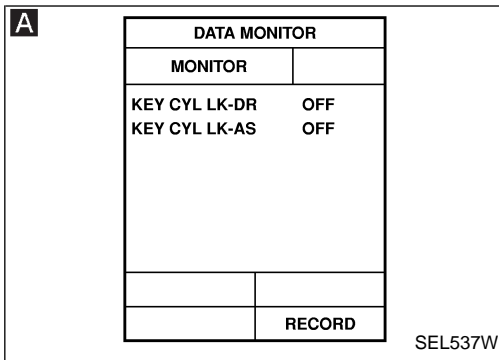 A
DATA MONITOR
MONITOR
KEY CYL LK-DR OFF
KEY CYL LK-AS OFF
RECORD
SEL537W